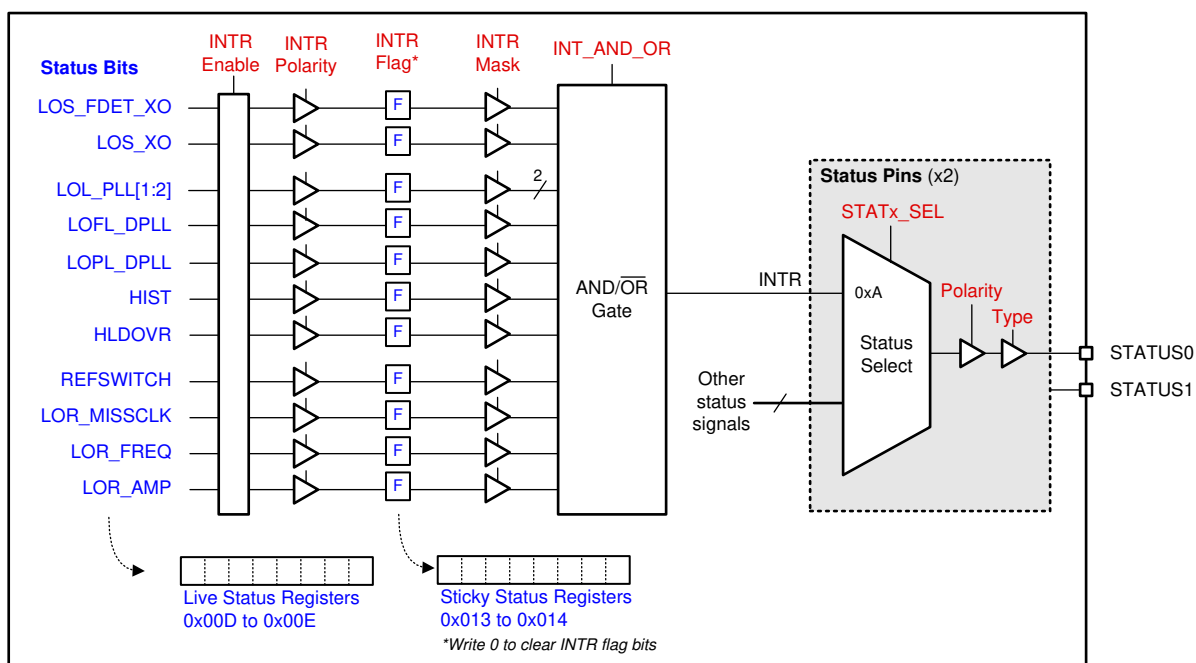 INTR
Enable
INTR
Polarity
INTR
Flag*
INTR
Mask
INT_AND_OR
Status Bits
LOS_FDET_XO
F
LOS_XO
F
LOL_PLL[1:2]
F
2
LOFL_DPLL
F
LOPL_DPLL
F
HIST
F
HLDOVR
F
REFSWITCH
F
LOR_MISSCLK
F
LOR_FREQ
F
LOR_AMP
F
AND/OR
Gate
INTR
Status Pins (x2)
STATx_SEL
0xA
Status
Select
Polarity
Type
Other
status
signals
STATUS0
STATUS1
Live Status Registers
0x00D to 0x00E
Sticky Status Registers
0x013 to 0x014
*Write 0 to clear INTR flag bits